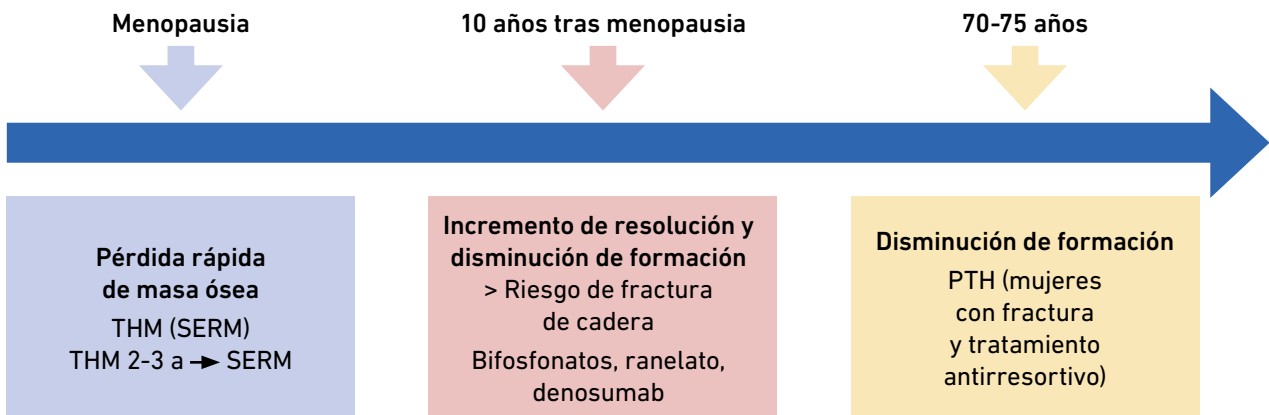 Menopausia
10 años tras menopausia
70-75 años
Pérdida rápida
de masa ósea
THM (SERM)
THM 2-3 a → SERM
Incremento de resolución y
disminución de formación
> Riesgo de fractura
de cadera
Bifosfonatos, ranelato,
denosumab
Disminución de formación
PTH (mujeres
con fractura
y tratamiento
antirresortivo)